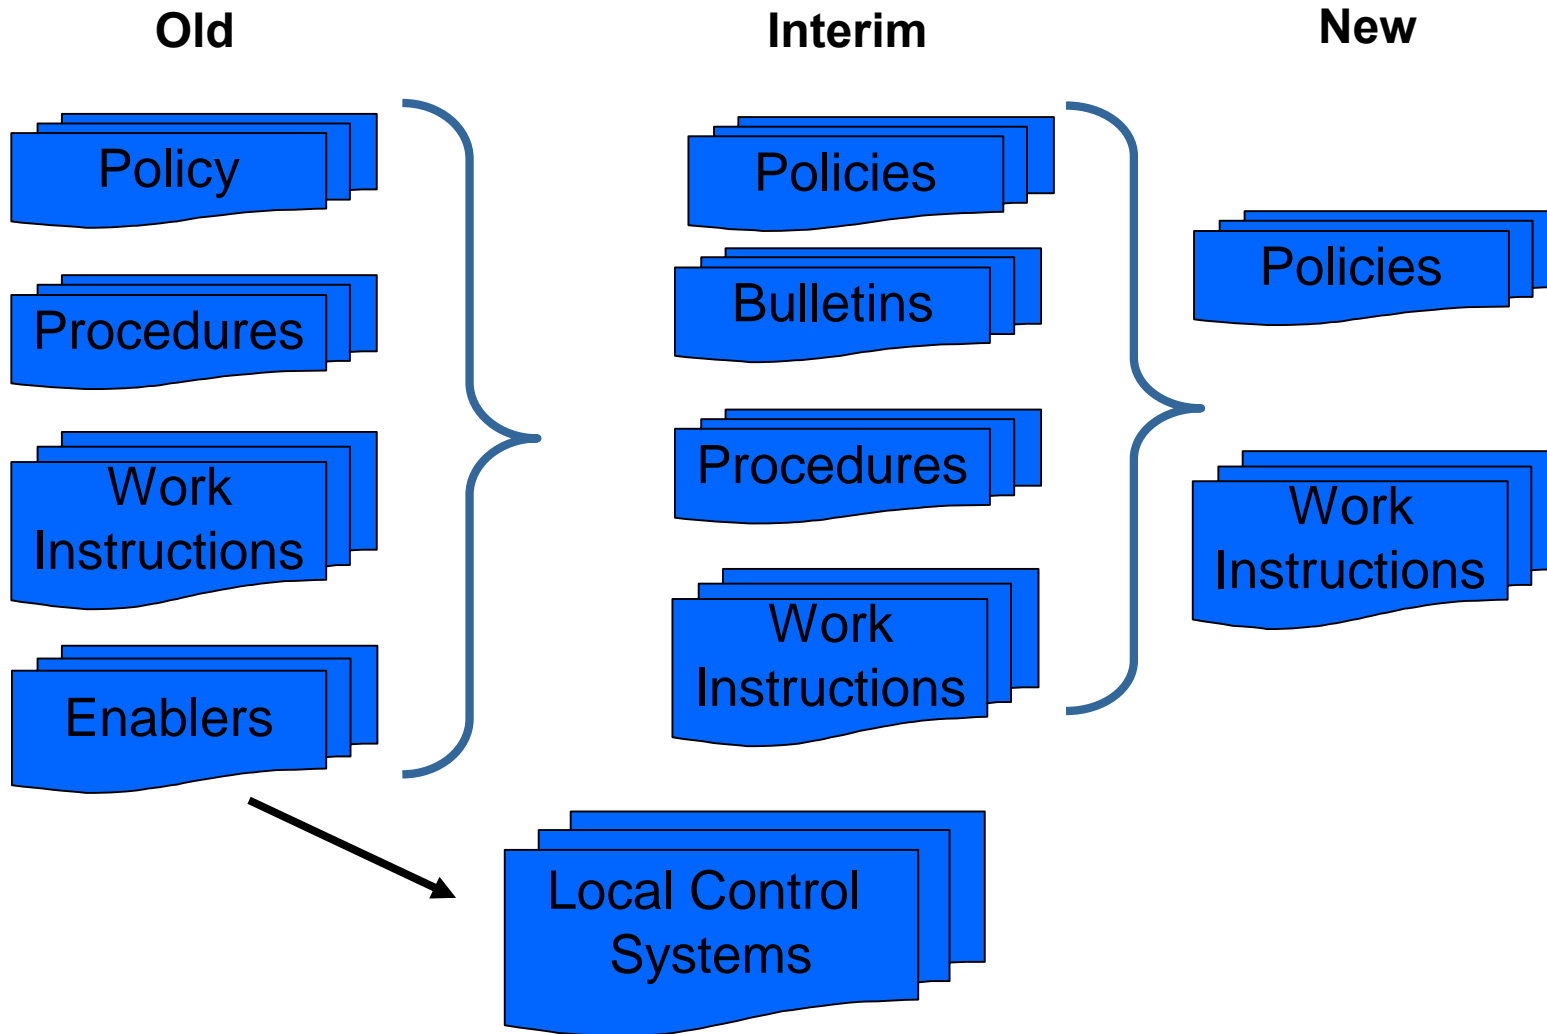 Old
Interim
New
Policy
Procedures
Work
Instructions
Enablers
Policies
Bulletins
Procedures
Work
Instructions
Local Control
Systems
Policies
Work
Instructions